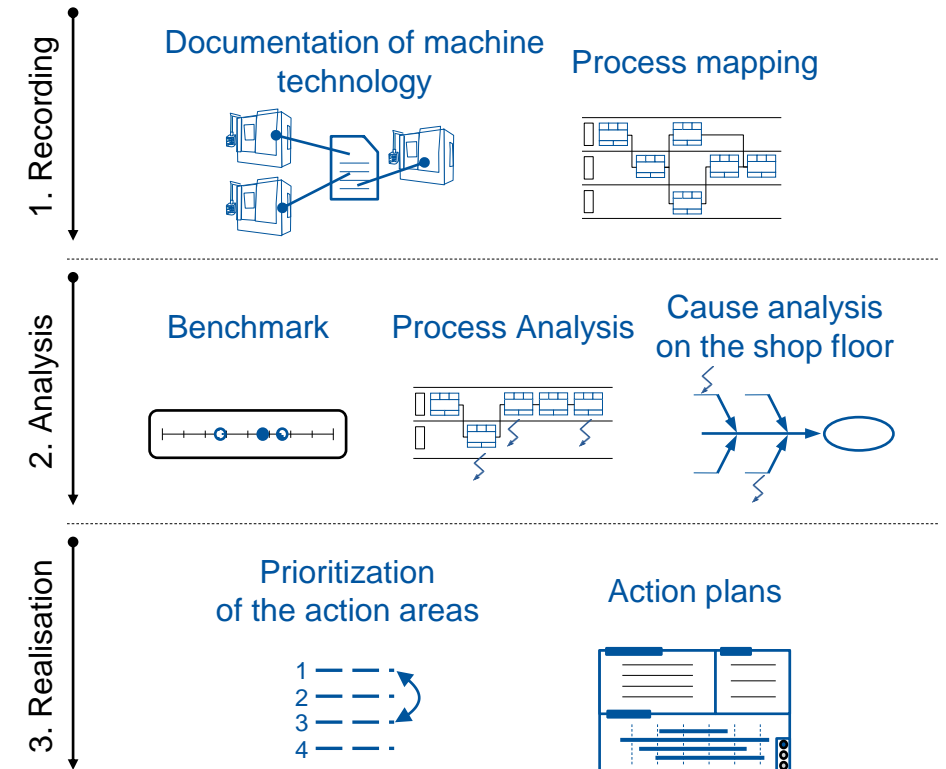 1. Recording
Documentation of machine
technology
Process mapping
2. Analysis
Benchmark
Process Analysis
Cause analysis
on the shop floor
3. Realisation
Prioritization
of the action areas
1
2
3
4
Action plans